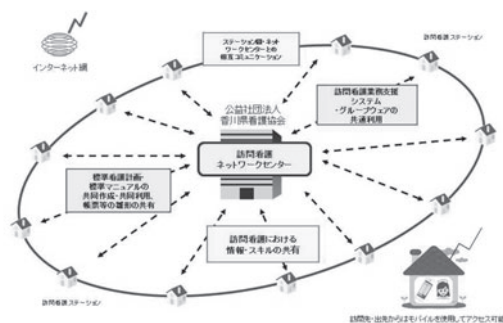 訪問看護ステーション
ステーション間・ネット
ワークセンターとの
相互コミュニケーション
インターネット網
公益社団法人
香川県看護協会
訪問看護業務支援
システム
・グループウェアの
共通利用
訪問看護
ネットワークセンター
標準看護計画・
標準マニュアルの
共同作成・共同利用、
帳票等の雛形の共有
訪問看護における
情報・スキルの共有
訪問看護ステーション
訪問先・出先からはモバイルを使用してアクセス可能